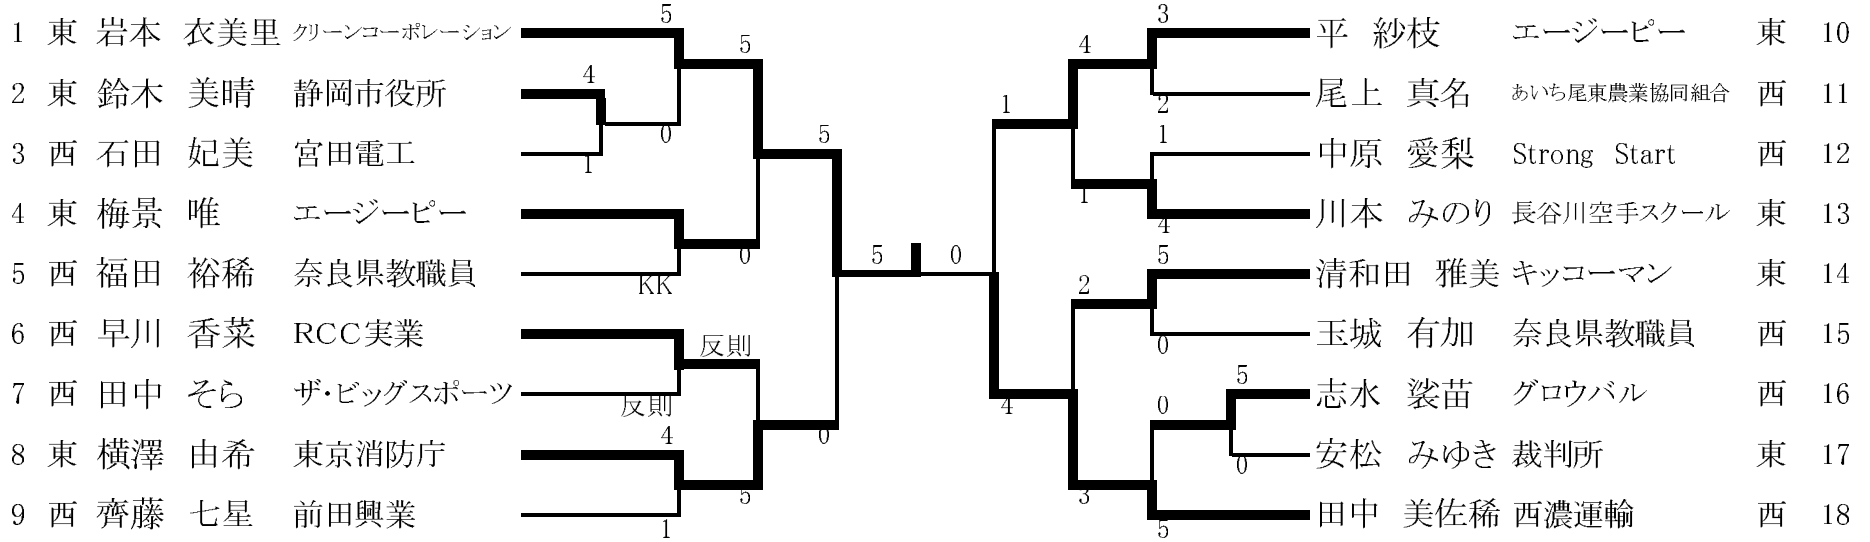 5 3
1 東 岩本 衣美里 クリーンコーポレーション 平 紗枝 エージーピー 東 10
5 4
4
2 東 鈴木 美晴 静岡市役所 尾上 真名 あいち尾東農業協同組合 西 11
1 2
0 1
5
3 西 石田 妃美 宮田電工 中原 愛梨 Strong Start 西 12
1
1
4 東 梅景 唯 エージーピー 川本 みのり 長谷川空手スクール 東 13
4
0 5 0 5
5 西 福田 裕稀 奈良県教職員 清和田 雅美 キッコーマン 東 14
KK 2
6 西 早川 香菜 RCC実業 玉城 有加 奈良県教職員 西 15
反則 0
5
7 西 田中 そら ザ・ビッグスポーツ 志水 袈苗 グロウバル 西 16
反則 4 0
4 0
8 東 横澤 由希 東京消防庁 安松 みゆき 裁判所 東 17
0
5 3
9 西 齊藤 七星 前田興業 田中 美佐稀 西濃運輸 西 18
1 5